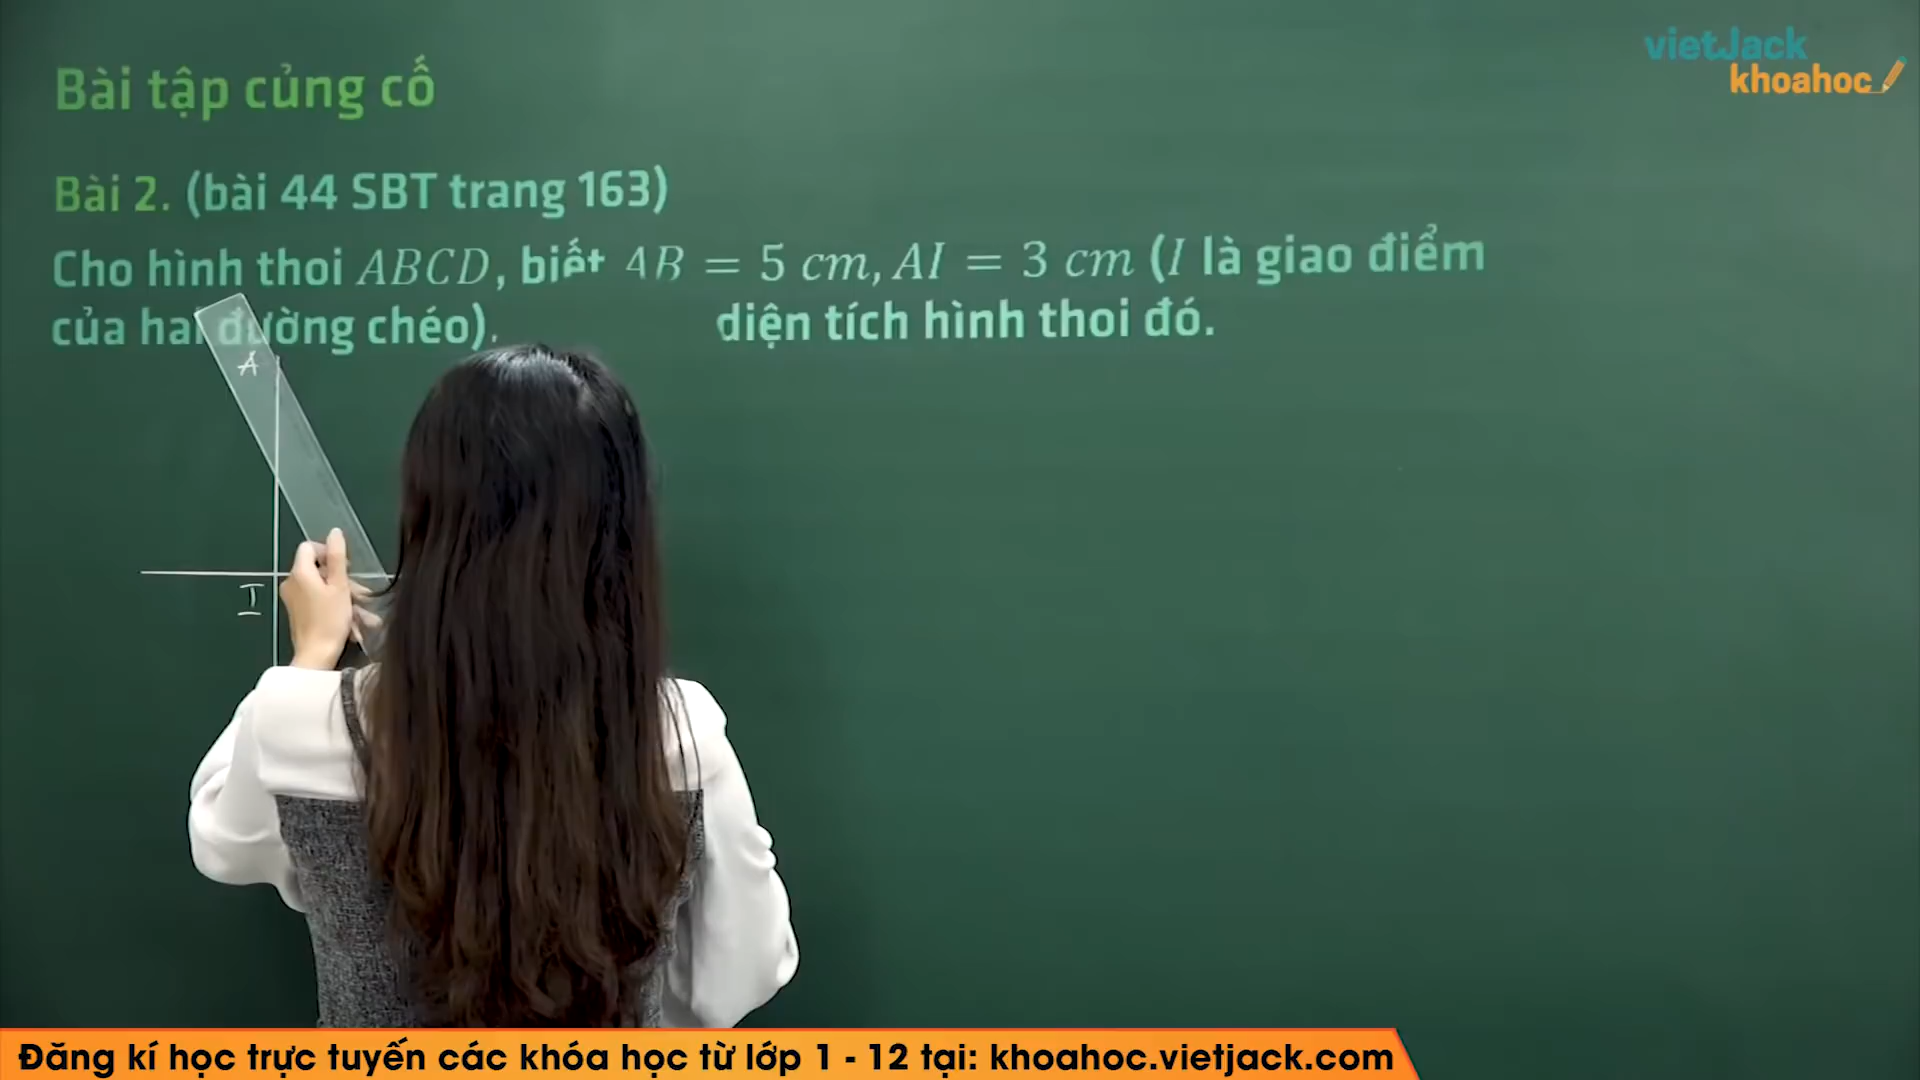 vietJack
khoahoc
Bài tập củng cố
Bài 2. (bài 44 SBT trang 163)
Cho hình thoi ABCD, biết AB = 5 cm, AI = 3 cm (I là giao điểm
của hai đường chéo). diện tích hình thoi đó.
A
I
Đăng kí học trực tuyến các khóa học từ lớp 1 - 12 tại: khoahoc.vietjack.com